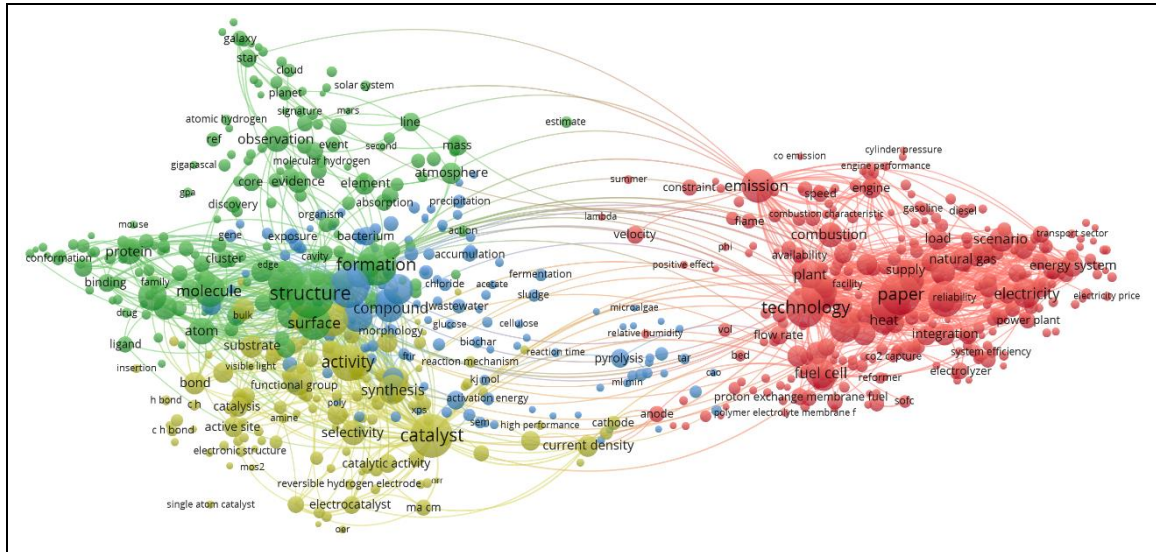 galaxy
star
cloud
planet
solar system
signature
mars
atomic hydrogen
line
estimate
ref
observation
event
second
mass
gigapascal
molecular hydrogen
atmosphere
gpa
core
evidence
element
discovery
absorption
precipitation
organism
mouse
gene
exposure
bacterium
action
protein
cavity
accumulation
conformation
cluster
edge
formation
binding
family
chloride
acetate
fermentation
molecule
structure
sludge
drug
bulk
compound
wastewater
atom
surface
morphology
glucose
cellulose
ligand
substrate
biochar
insertion
visible light
activity
ftir
reaction mechanism
reaction time
bond
functional group
synthesis
kj mol
h bond
c h
catalysis
poly
activation energy
c h bond
active site
amine
xps
sem
high performance
selectivity
catalyst
electronic structure
current density
cathode
mos2
catalytic activity
reversible hydrogen electrode
nrr
single atom catalyst
electrocatalyst
ma cm
oer
co emission
cylinder pressure
engine performance
summer
constraint
emission
speed
engine
lambda
flame
combustion characteristic
gasoline
diesel
velocity
combustion
load
scenario
transport sector
phi
availability
natural gas
positive effect
plant
supply
energy system
facility
microalgae
technology
paper
reliability
electricity
electricity price
relative humidity
vol
heat
power plant
flow rate
integration
pyrolysis
tar
bed
co2 capture
system efficiency
ml min
cao
fuel cell
reformer
electrolyzer
proton exchange membrane fuel
sofc
anode
polymer electrolyte membrane f